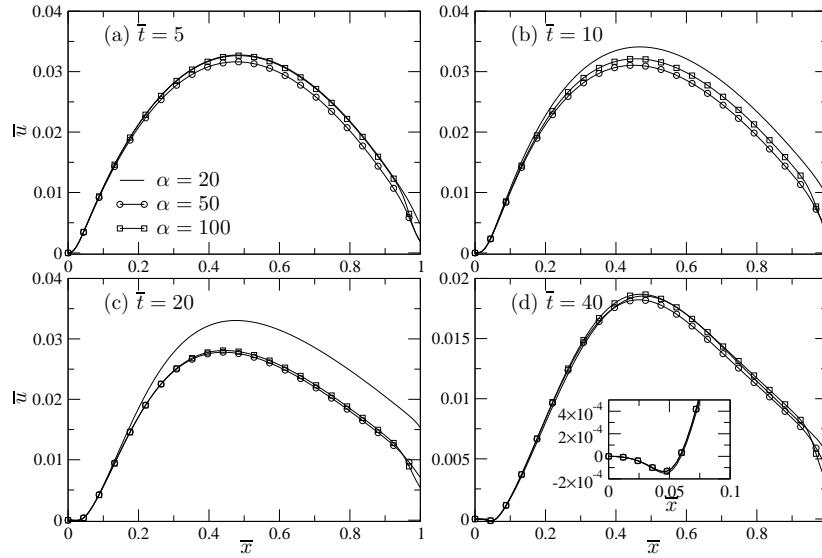 (a) t̅ = 5
0.04
0.03
0.02
0.01
0
u̅
α = 20
α = 50
α = 100
0 0.2 0.4 0.6 0.8 1
(b) t̅ = 10
0.04
0.03
0.02
0.01
0
0 0.2 0.4 0.6 0.8
(c) t̅ = 20
0.04
0.03
0.02
0.01
0
u̅
0 0.2 0.4 0.6 0.8 1
x̅
(d) t̅ = 40
0.02
0.015
0.01
0.005
0
4×10⁻⁴
2×10⁻⁴
0
-2×10⁻⁴
0 0.05 0.1
x̅
0 0.2 0.4 0.6 0.8
x̅